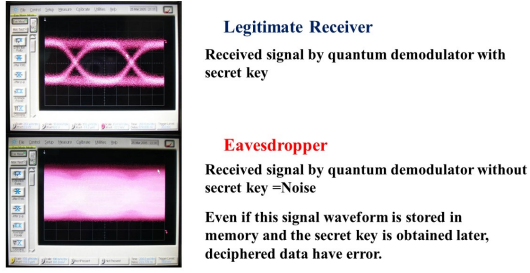 Legitimate Receiver
Received signal by quantum demodulator with
secret key
Eavesdropper
Received signal by quantum demodulator without
secret key =Noise
Even if this signal waveform is stored in
memory and the secret key is obtained later,
deciphered data have error.